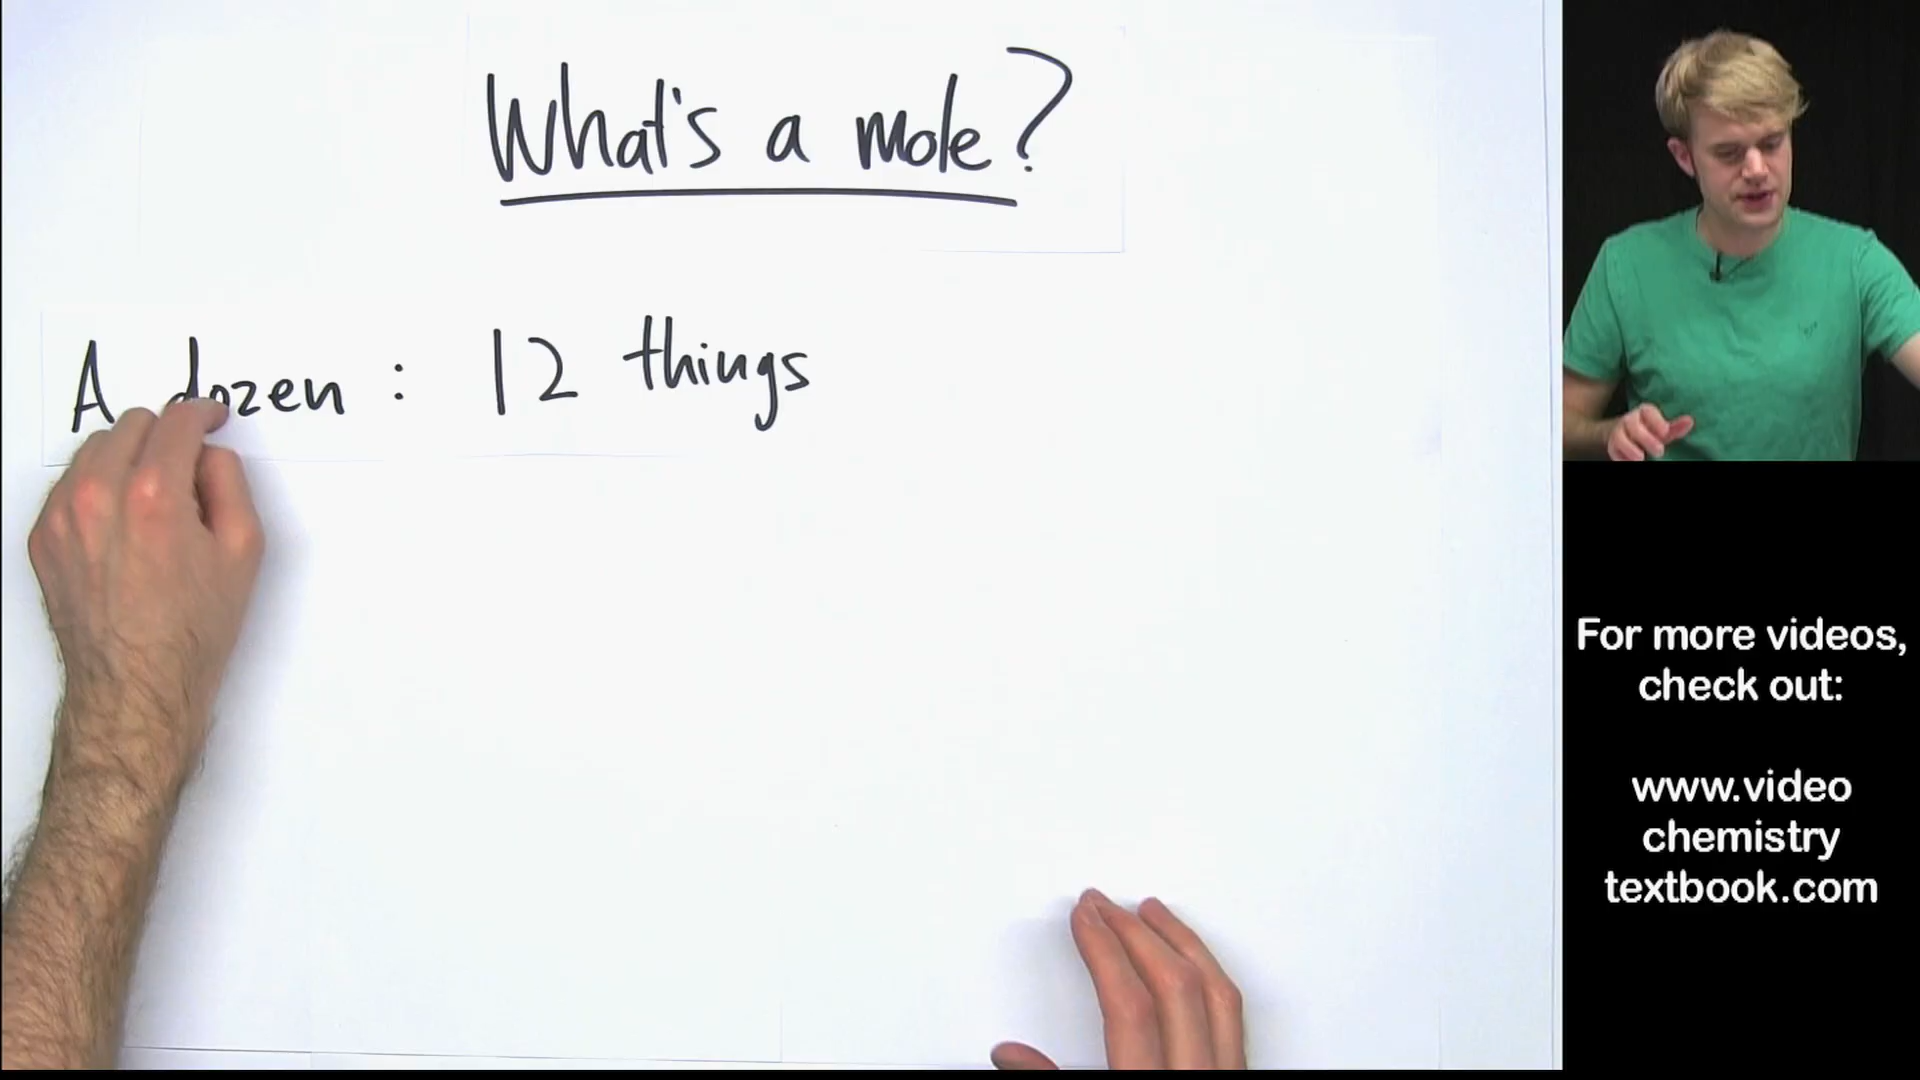 What's a mole?
A dozen : 12 things
For more videos,
check out:
www.video
chemistry
textbook.com